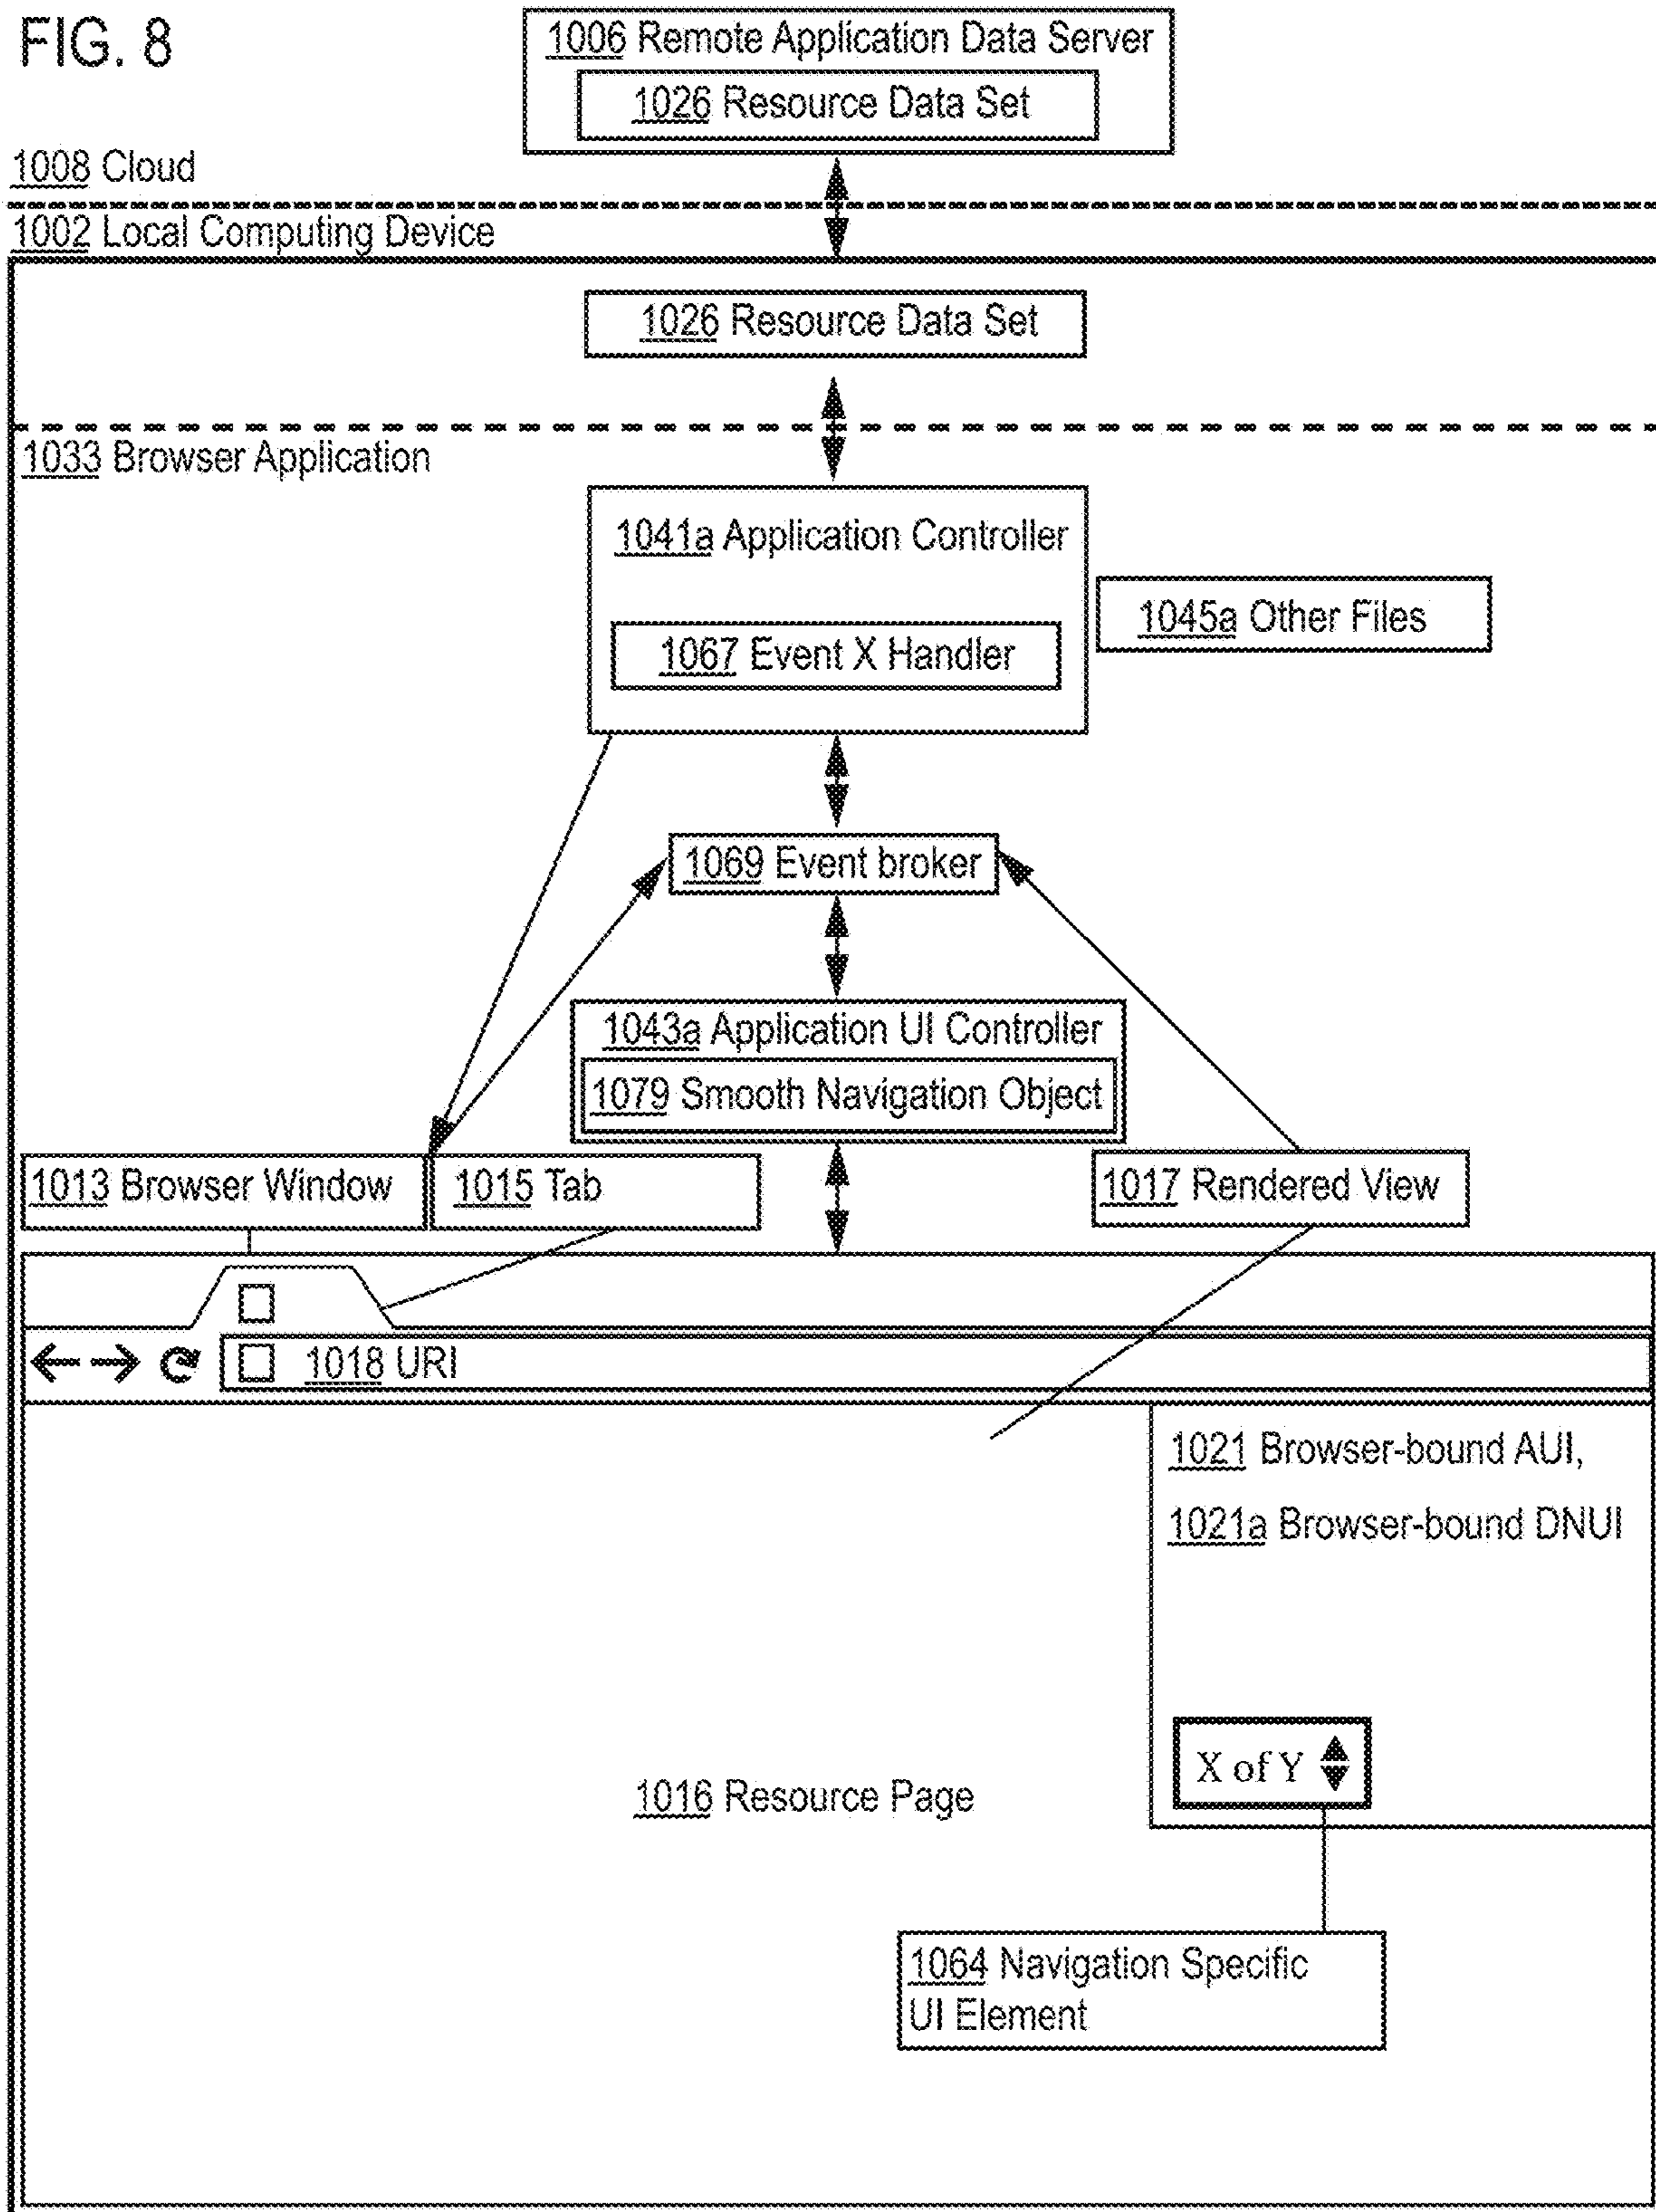 FIG. 8
1006 Remote Application Data Server
1026 Resource Data Set
1008 Cloud
1002 Local Computing Device
1026 Resource Data Set
1033 Browser Application
1041a Application Controller
1045a Other Files
1067 Event X Handler
1069 Event broker
1043a Application UI Controller
1079 Smooth Navigation Object
1013 Browser Window
1015 Tab
1017 Rendered View
1018 URI
1021 Browser-bound AUI,
1021a Browser-bound DNUI
X of Y
1016 Resource Page
1064 Navigation Specific
UI Element